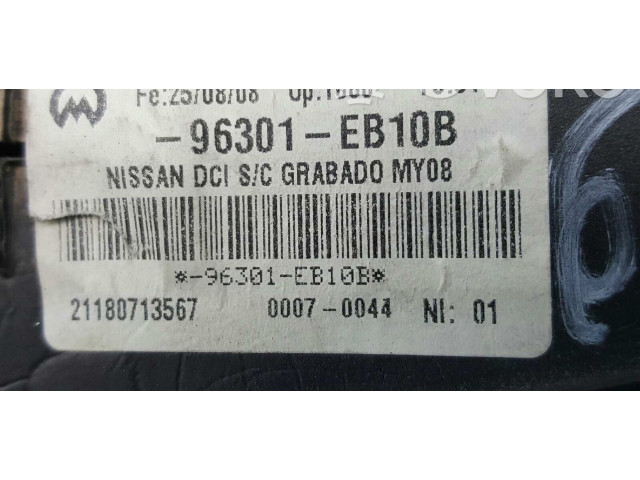 Fe:25/08/08
-96301-EB10B
NISSAN DCI S/C GRABADO MY08
*-96301-EB10B*
21180713567 0007-0044 NI: 01